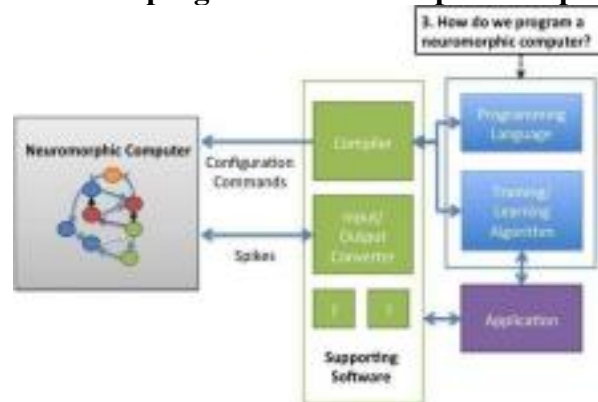 3. How do we program a
neuromorphic computer?
Neuromorphic Computer
Configuration
Commands
Spikes
Compiler
Input/
Output
Converter
?
?
Supporting
Software
Programming
Language
Training/
Learning
Algorithm
Application